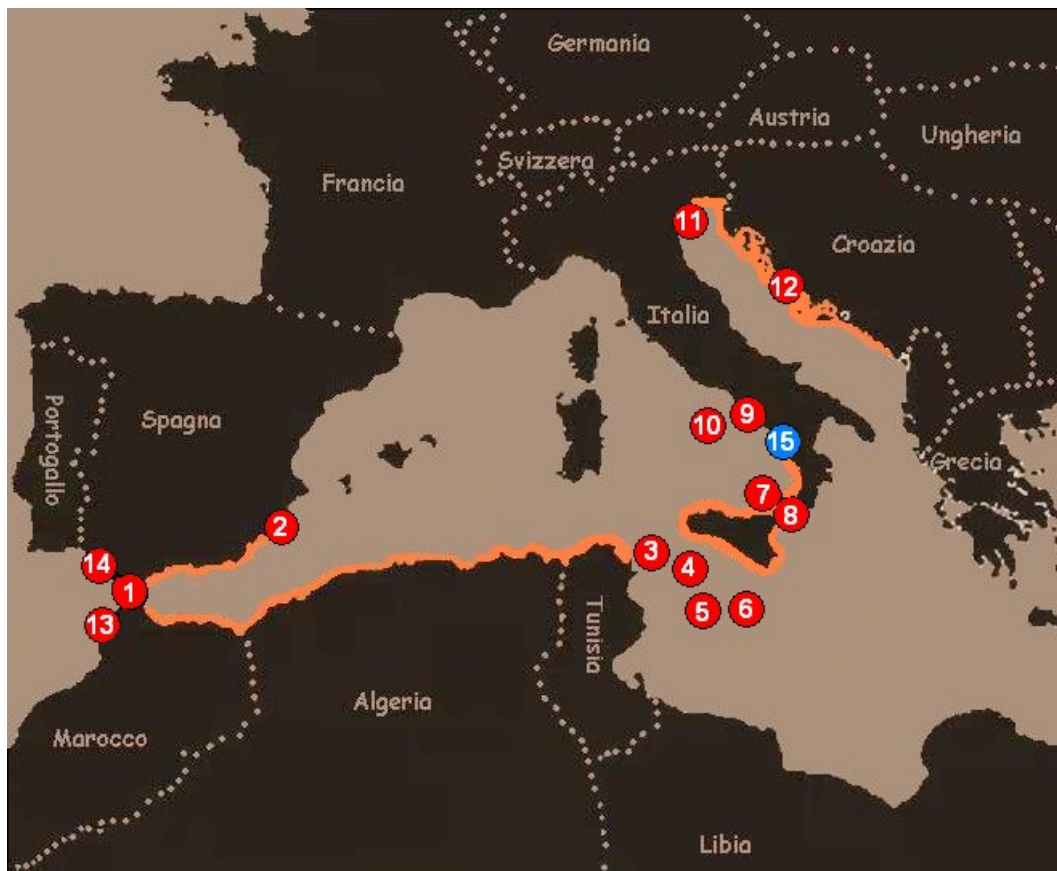 Germania
Austria
Ungheria
Svizzera
Francia
11
Croazia
12
Italia
Portogallo
Spagna
9
10
15
Grecia
7
8
2
3
4
14
1
5
6
13
Tunisia
Algeria
Marocco
Libia